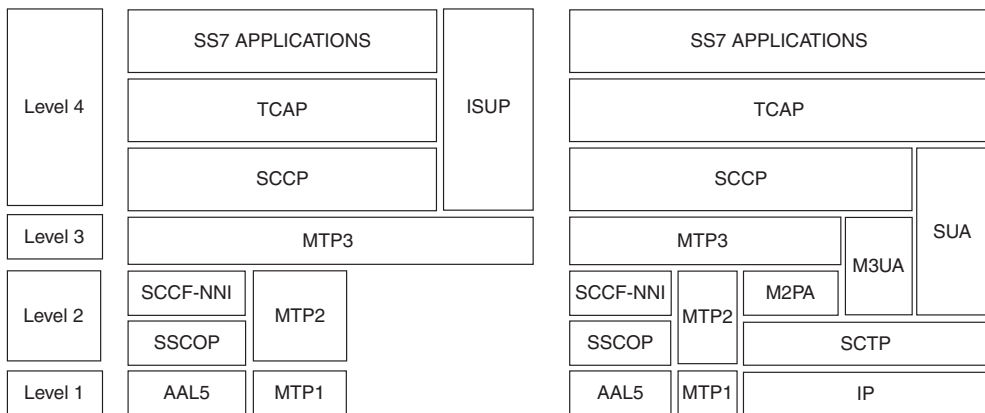 SS7 APPLICATIONS
SS7 APPLICATIONS
Level 4
TCAP
ISUP
TCAP
SCCP
SCCP
Level 3
MTP3
MTP3
SUA
M3UA
SCCF-NNI
SCCF-NNI
M2PA
Level 2
MTP2
MTP2
SSCOP
SSCOP
SCTP
Level 1
AAL5
MTP1
AAL5
MTP1
IP